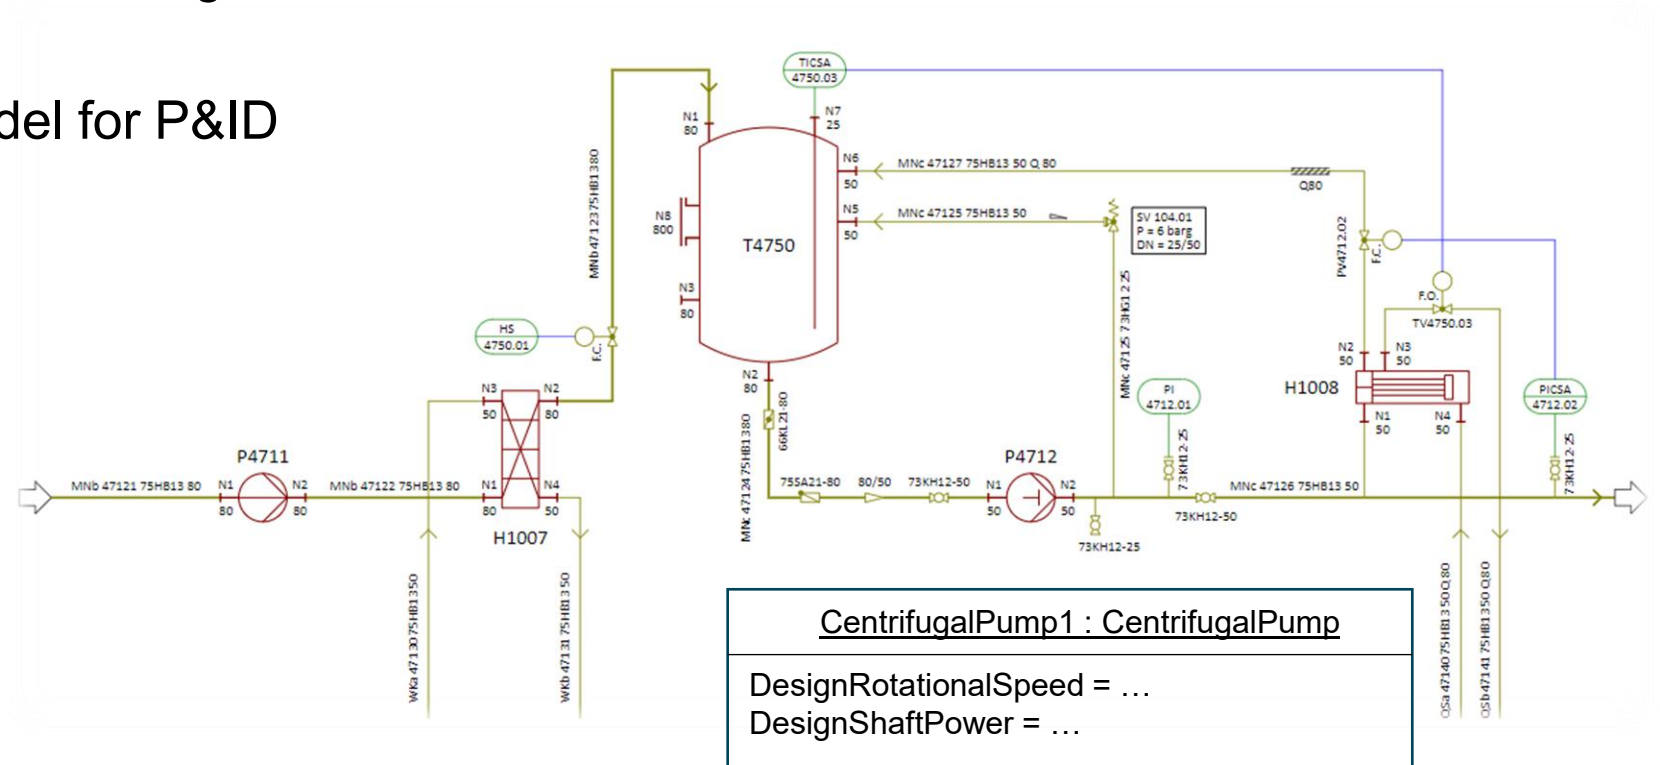 del for P&ID
TICSA
4750.03
N1
80
N7
25
N6
50
MNc 47127 75HB13 50 Q 80
Q80
N5
50
MNc 47125 75HB13 50
SV 104.01
P = 6 barg
DN = 25/50
MNb 47123 75HB13 80
N8
800
T4750
N3
80
PV4712.02
F.C.
F.O.
TV4750.03
HS
4750.01
F.C.
MNc 47125 73HG12 25
N2
50
N3
50
H1008
N1
50
N4
50
PICSA
4712.02
PI
4712.01
N2
80
66KL21-80
N3
50
N2
80
MNc 47124 75HB13 80
73KH12-25
73KH12-25
P4711
P4712
MNb 47121 75HB13 80
N1
80
N2
80
MNb 47122 75HB13 80
N1
80
N4
50
H1007
75SA21-80
80/50
73KH12-50
N1
50
N2
50
MNc 47126 75HB13 50
73KH12-50
73KH12-25
WKa 47130 75HB13 50
WKb 47131 75HB13 50
QSa 47140 75HB13 50 Q80
QSb 47141 75HB13 50 Q80
CentrifugalPump1 : CentrifugalPump
DesignRotationalSpeed = …
DesignShaftPower = …